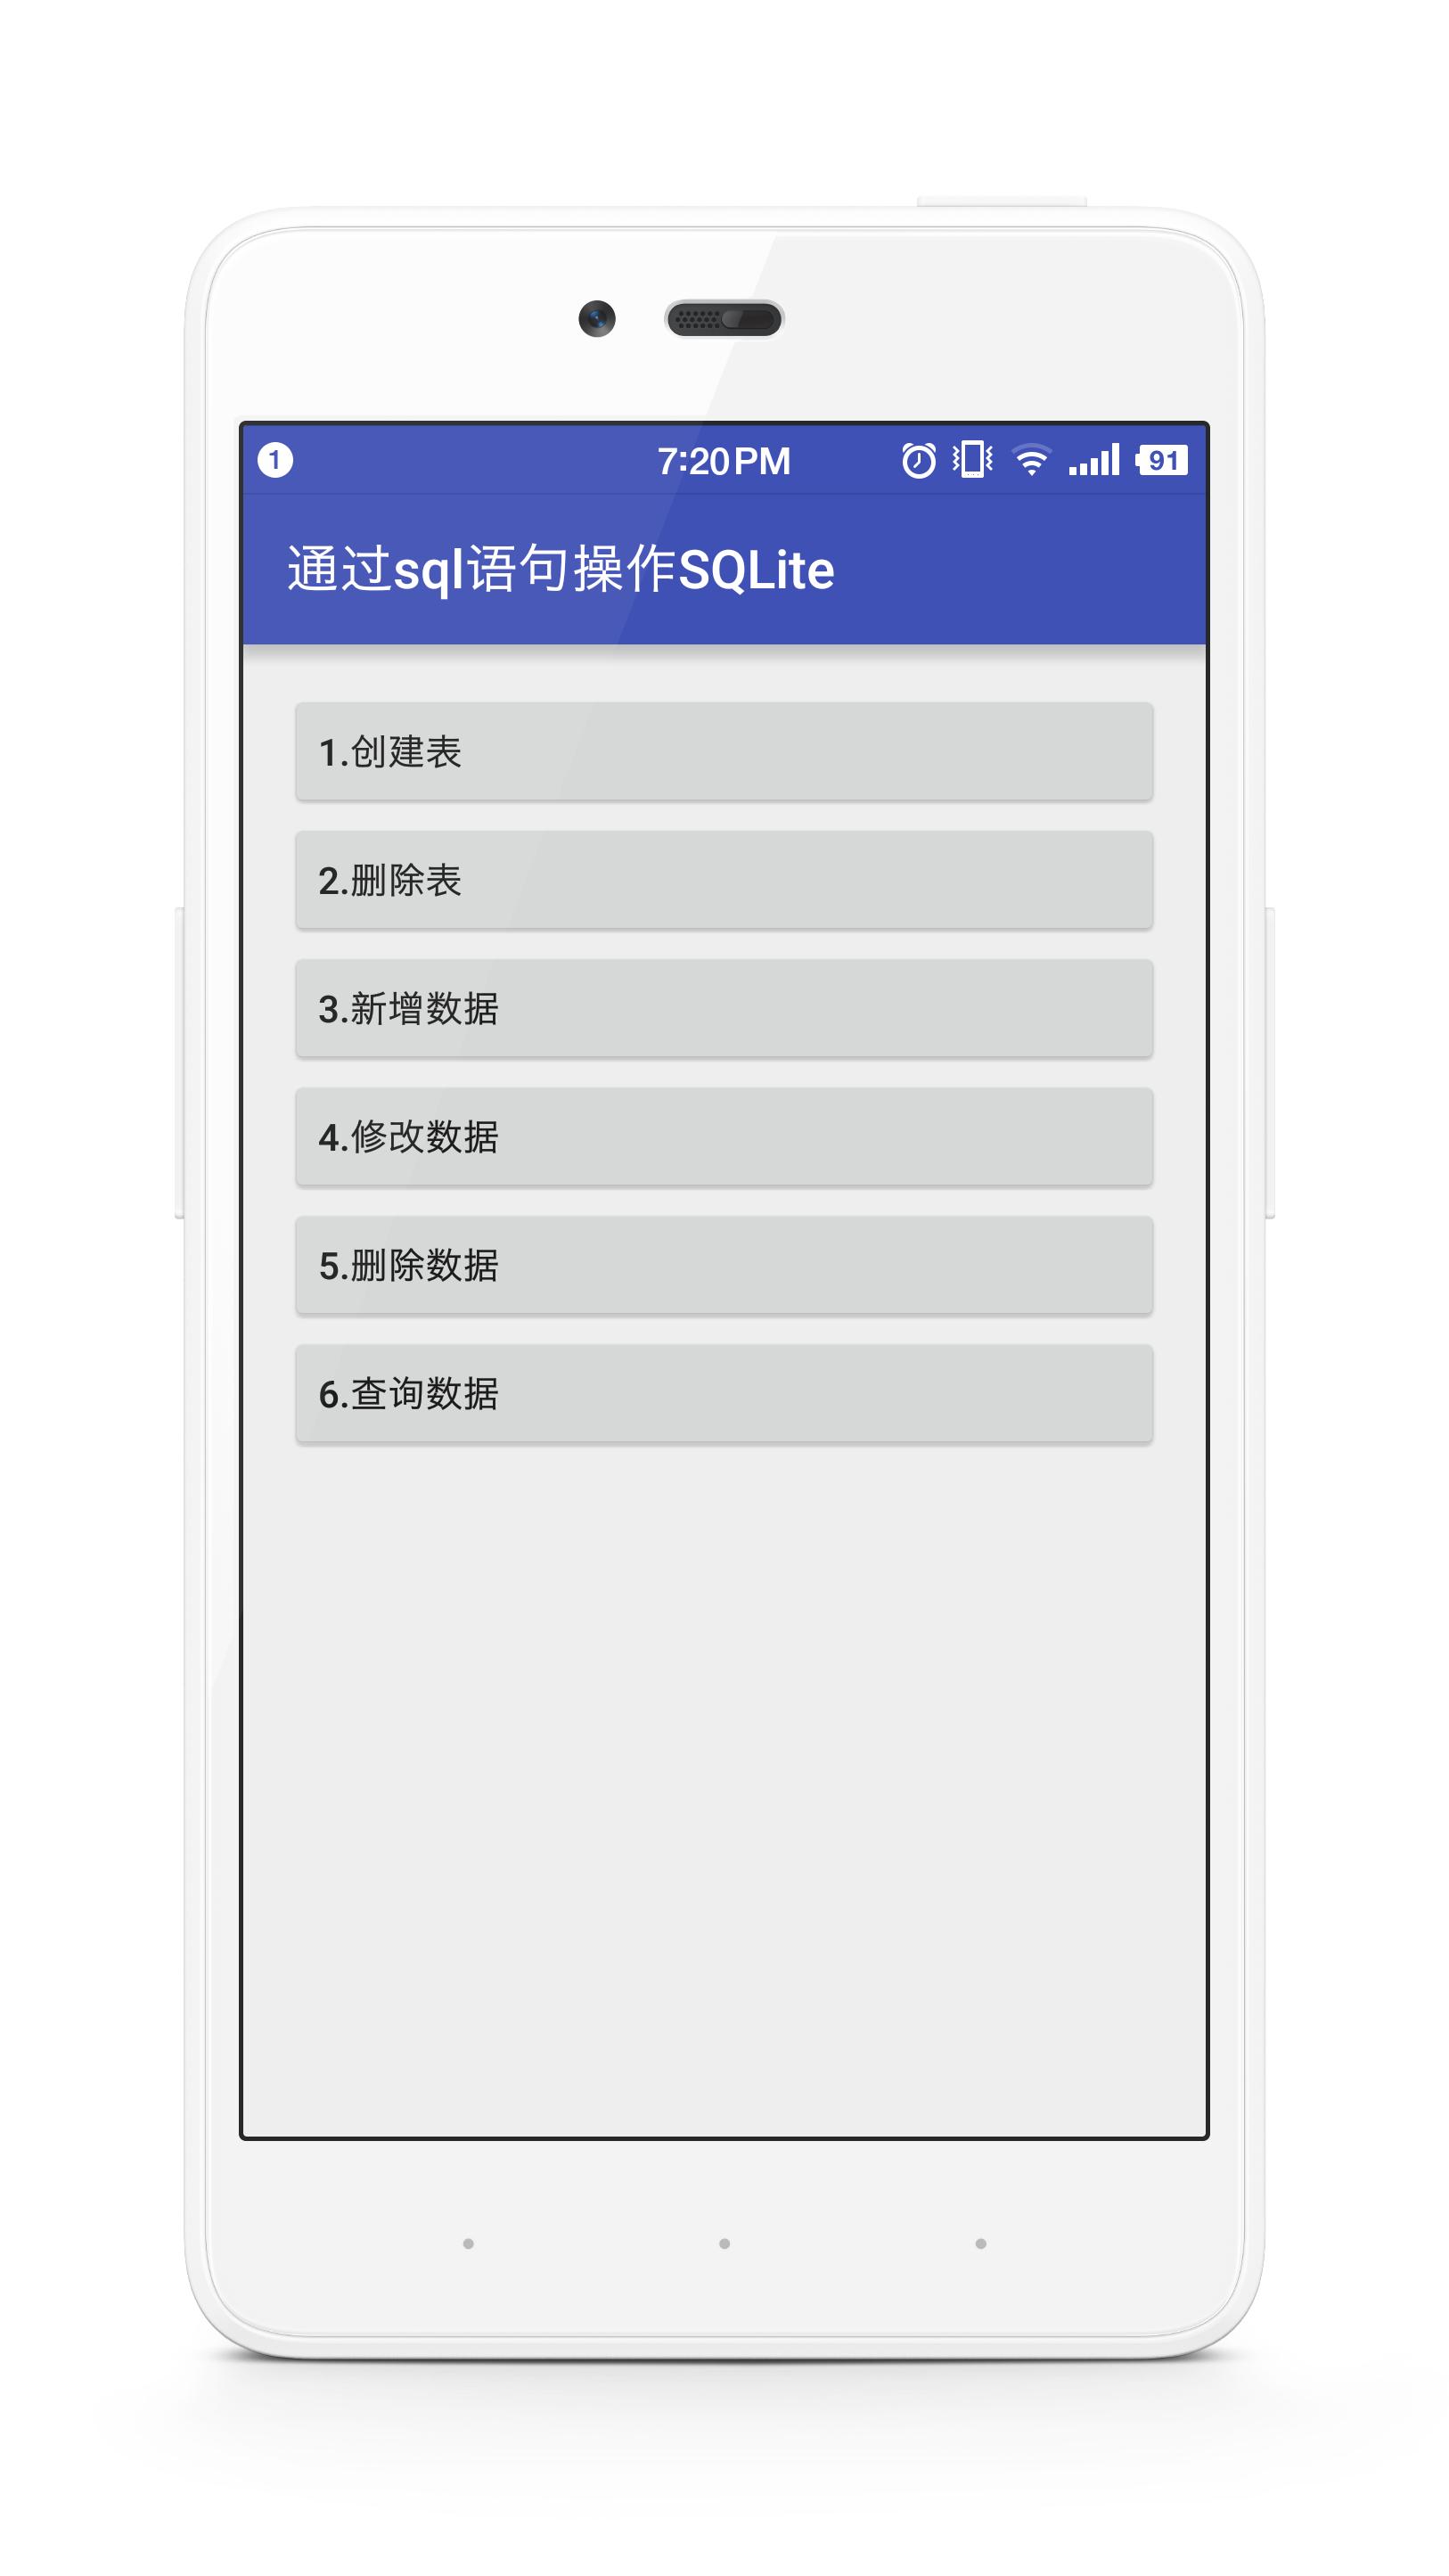 1
7:20 PM
91
通过sql语句操作SQLite
1.创建表
2.删除表
3.新增数据
4.修改数据
5.删除数据
6.查询数据